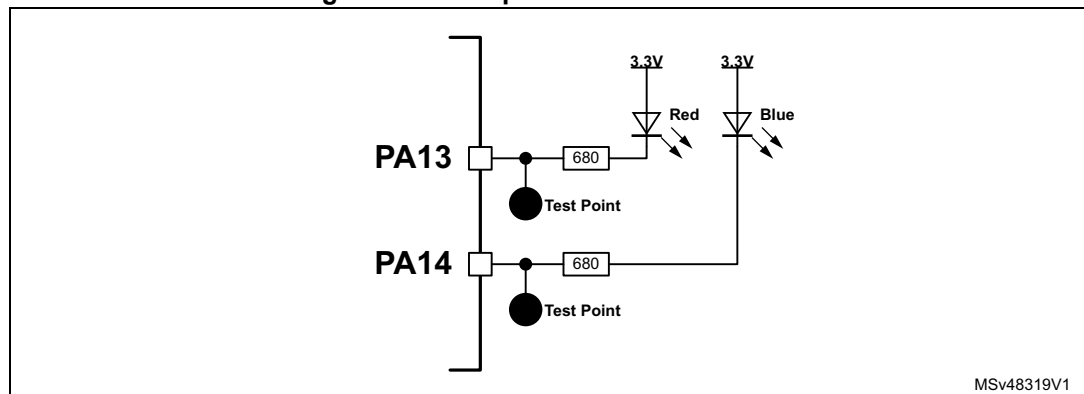 3.3V 3.3V
Red Blue
PA13 680
Test Point
PA14 680
Test Point
MSv48319V1